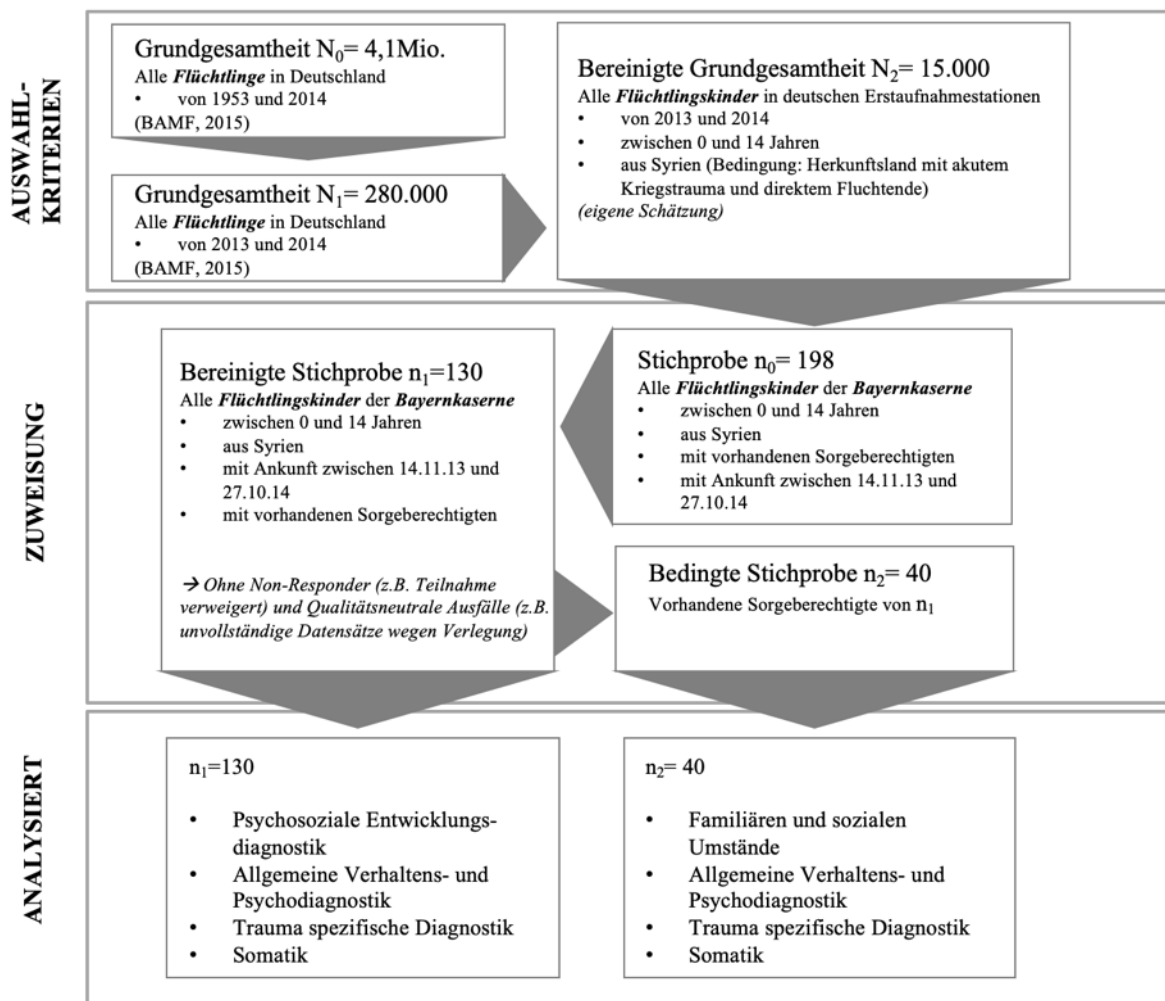 AUSWAHL-
KRITERIEN
Grundgesamtheit N₀= 4,1Mio.
Alle Flüchtlinge in Deutschland
• von 1953 und 2014
(BAMF, 2015)
Grundgesamtheit N₁= 280.000
Alle Flüchtlinge in Deutschland
• von 2013 und 2014
(BAMF, 2015)
Bereinigte Grundgesamtheit N₂= 15.000
Alle Flüchtlingskinder in deutschen Erstaufnahmestationen
• von 2013 und 2014
• zwischen 0 und 14 Jahren
• aus Syrien (Bedingung: Herkunftsland mit akutem
Kriegstrauma und direktem Fluchtende)
(eigene Schätzung)
ZUWEISUNG
Stichprobe n₀= 198
Alle Flüchtlingskinder der Bayernkaserne
• zwischen 0 und 14 Jahren
• aus Syrien
• mit vorhandenen Sorgeberechtigten
• mit Ankunft zwischen 14.11.13 und
27.10.14
Bereinigte Stichprobe n₁=130
Alle Flüchtlingskinder der Bayernkaserne
• zwischen 0 und 14 Jahren
• aus Syrien
• mit Ankunft zwischen 14.11.13 und
27.10.14
• mit vorhandenen Sorgeberechtigten
→ Ohne Non-Responder (z.B. Teilnahme
verweigert) und Qualitätsneutrale Ausfälle (z.B.
unvollständige Datensätze wegen Verlegung)
Bedingte Stichprobe n₂= 40
Vorhandene Sorgeberechtigte von n₁
ANALYSIERT
n₁=130
• Psychosoziale Entwicklungs-
diagnostik
• Allgemeine Verhaltens- und
Psychodiagnostik
• Trauma spezifische Diagnostik
• Somatik
n₂= 40
• Familiären und sozialen
Umstände
• Allgemeine Verhaltens- und
Psychodiagnostik
• Trauma spezifische Diagnostik
• Somatik